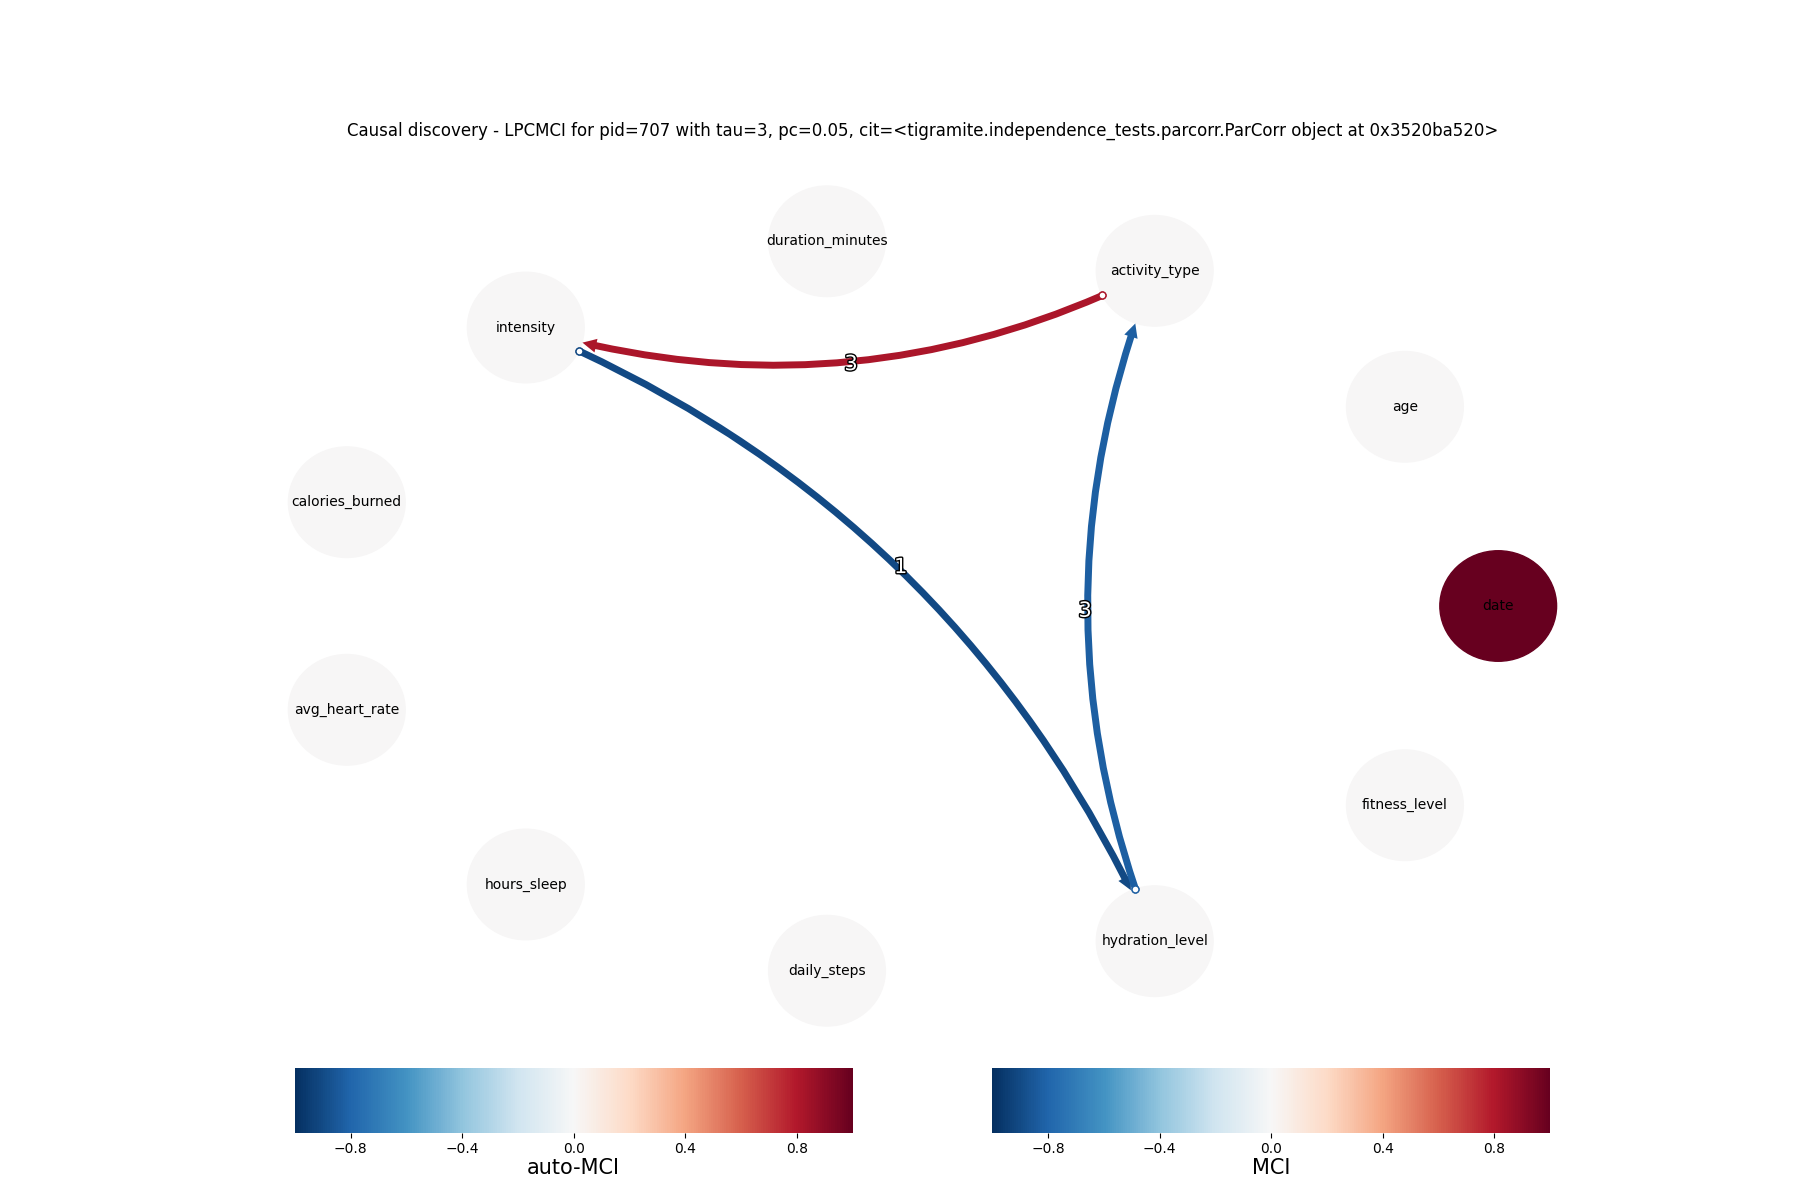 Causal discovery - LPCMCI for pid=707 with tau=3, pc=0.05, cit=<tigramite.independence_tests.parcorr.ParCorr object at 0x3520ba520>
duration_minutes
activity_type
intensity
3
age
calories_burned
1
date
3
avg_heart_rate
fitness_level
hours_sleep
hydration_level
daily_steps
−0.8 −0.4 0.0 0.4 0.8
auto-MCI
−0.8 −0.4 0.0 0.4 0.8
MCI